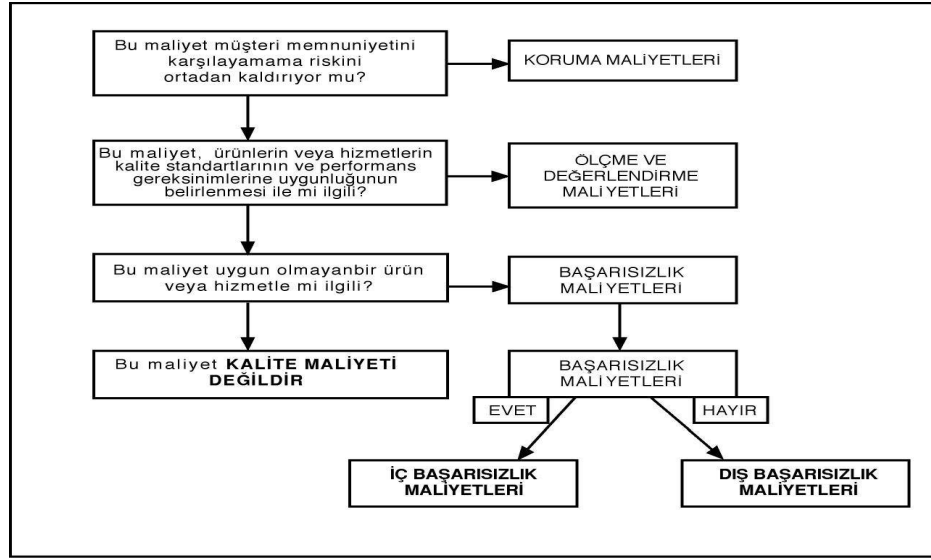 Bu maliyet müşteri memnuniyetini
karşılayamama riskini
ortadan kaldırıyor mu?
KORUMA MALİYETLERİ
Bu maliyet, ürünlerin veya hizmetlerin
kalite standartlarının ve performans
gereksinimlerine uygunluğunun
belirlenmesi ile mi ilgili?
ÖLÇME VE
DEĞERLENDİRME
MALİYETLERİ
Bu maliyet uygun olmayanbir ürün
veya hizmetle mi ilgili?
BAŞARISIZLIK
MALİYETLERİ
Bu maliyet KALİTE MALİYETİ
DEĞİLDİR
BAŞARISIZLIK
MALİYETLERİ
EVET
HAYIR
İÇ BAŞARISIZLIK
MALİYETLERİ
DIŞ BAŞARISIZLIK
MALİYETLERİ